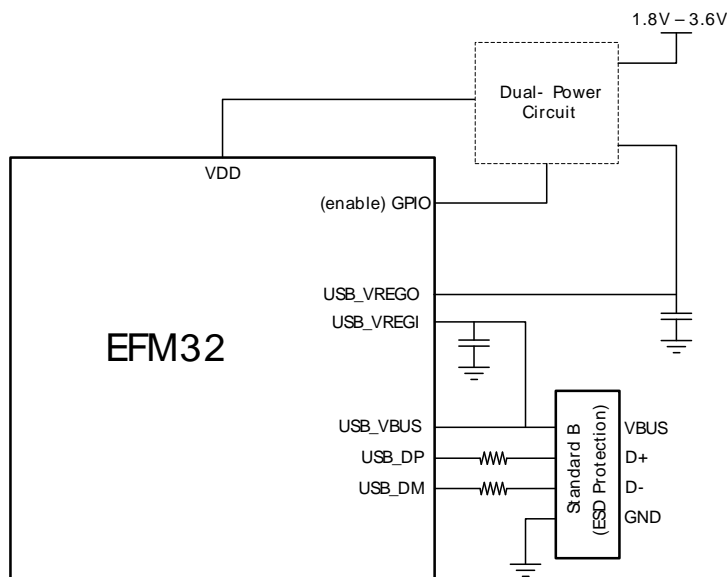 1.8V – 3.6V
Dual- Power
Circuit
VDD
(enable) GPIO
USB_VREGO
USB_VREGI
EFM32
USB_VBUS
USB_DP
USB_DM
Standard B
(ESD Protection)
VBUS
D+
D-
GND